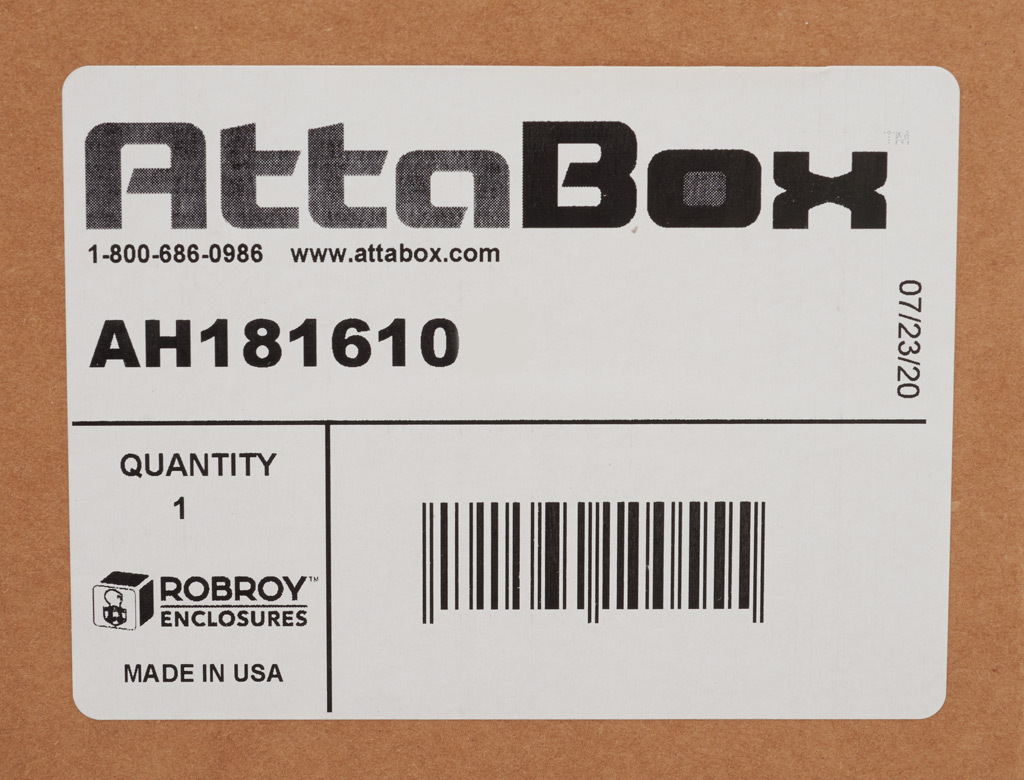 AttaBox™
1-800-686-0986 www.attabox.com
AH181610
07/23/20
QUANTITY
1
ROBROY™
ENCLOSURES
MADE IN USA